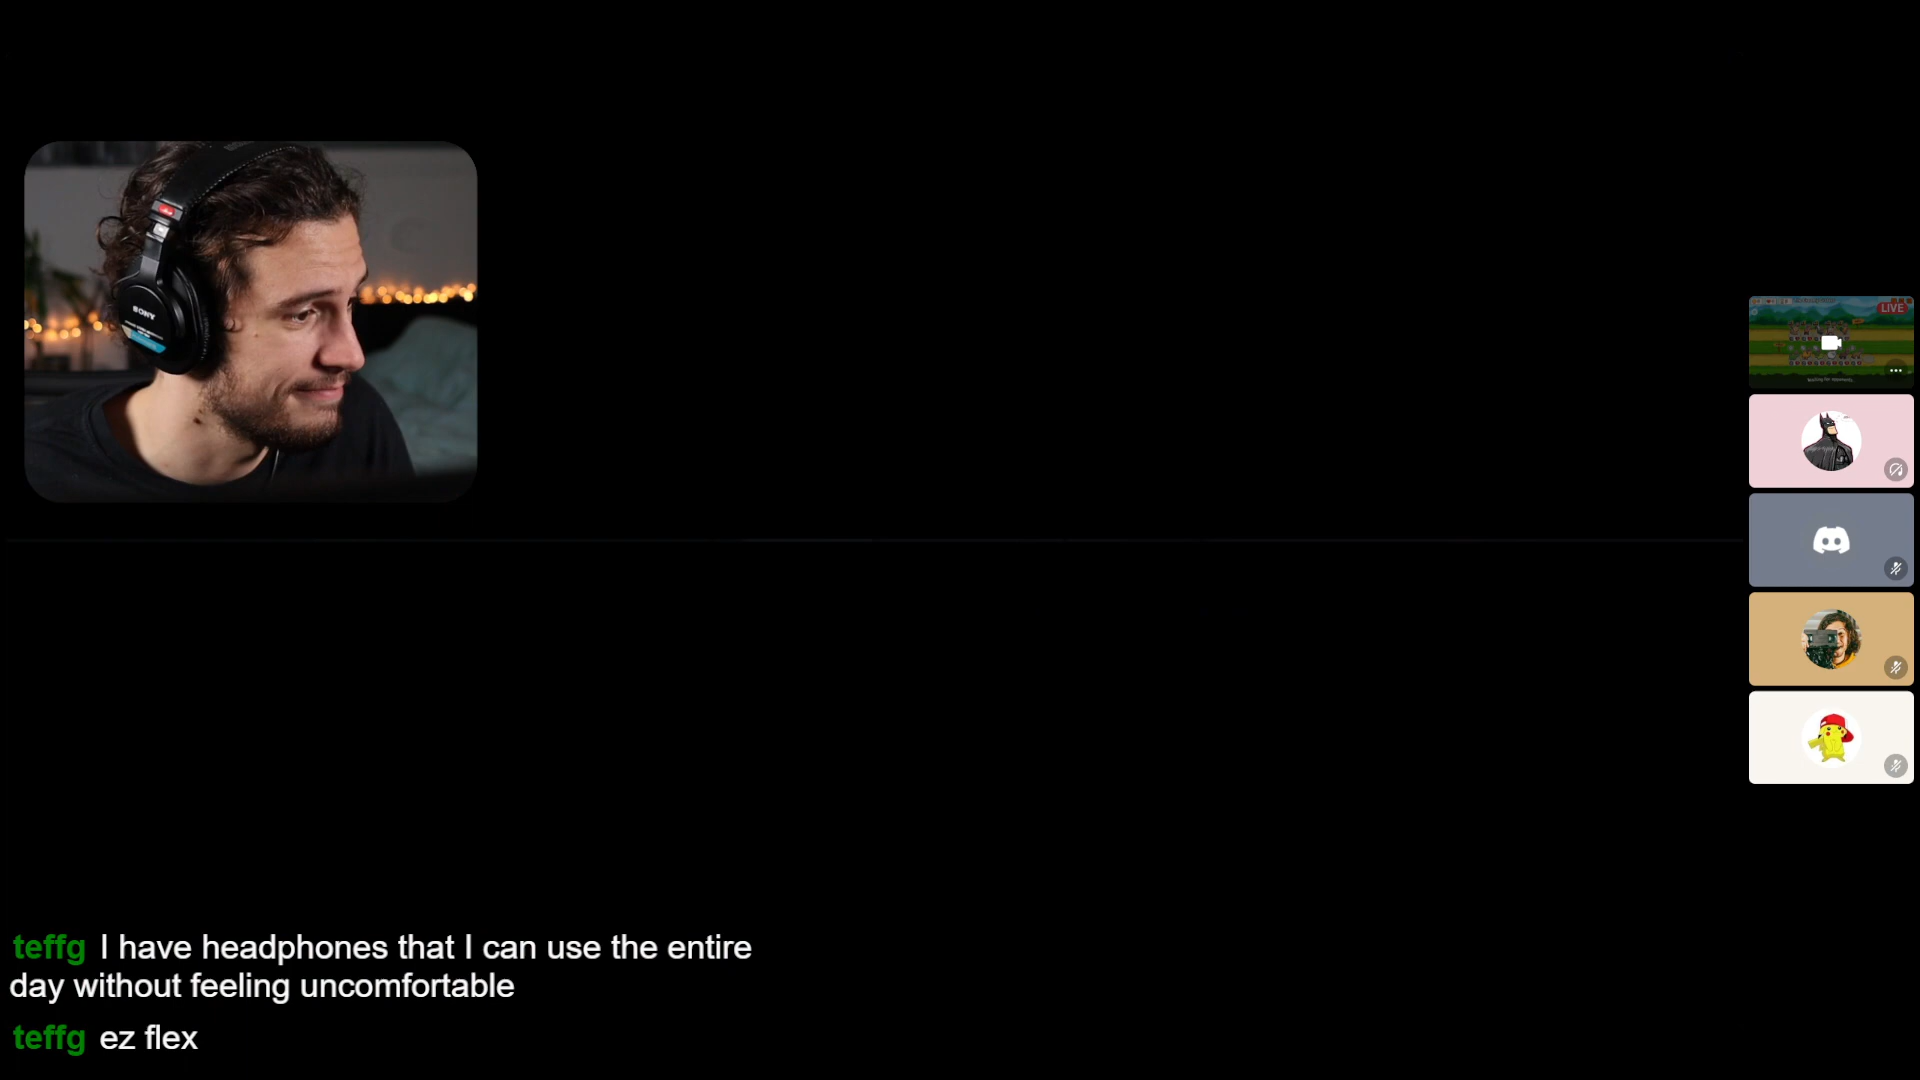 SONY
LIVE
teffg I have headphones that I can use the entire
day without feeling uncomfortable
teffg ez flex